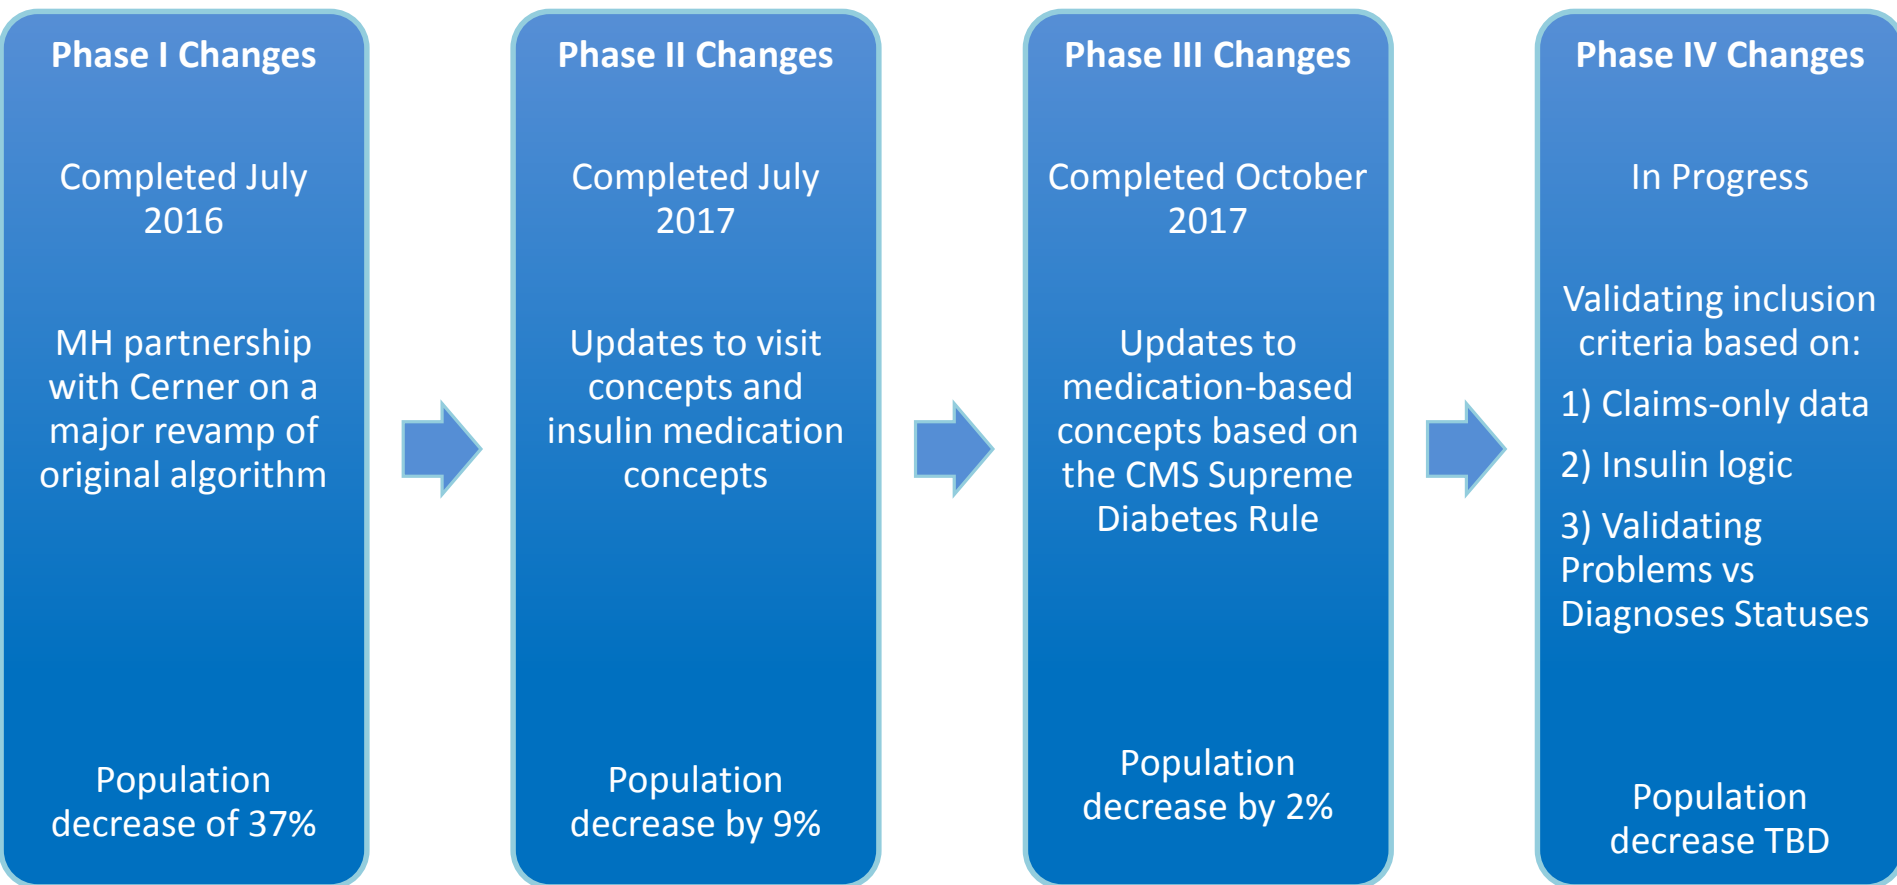 Phase I Changes
Completed July
2016
MH partnership
with Cerner on a
major revamp of
original algorithm
Population
decrease of 37%
Phase II Changes
Completed July
2017
Updates to visit
concepts and
insulin medication
concepts
Population
decrease by 9%
Phase III Changes
Completed October
2017
Updates to
medication-based
concepts based on
the CMS Supreme
Diabetes Rule
Population
decrease by 2%
Phase IV Changes
In Progress
Validating inclusion
criteria based on:
1) Claims-only data
2) Insulin logic
3) Validating
Problems vs
Diagnoses Statuses
Population
decrease TBD